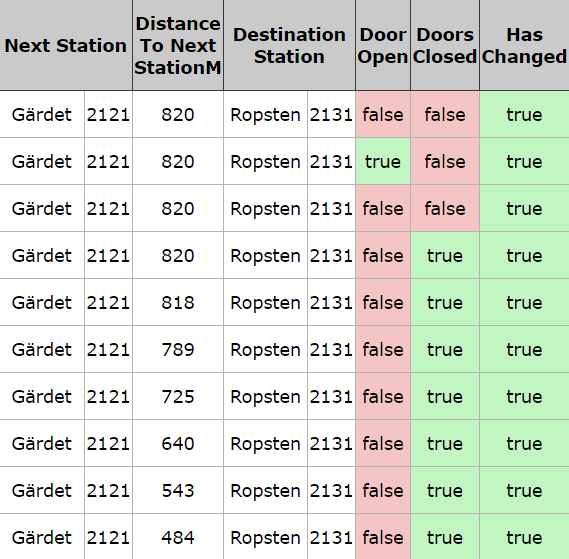 Next Station Distance To Next StationM Destination Station Door Open Doors Closed Has Changed
Gärdet 2121 820 Ropsten 2131 false false true
Gärdet 2121 820 Ropsten 2131 true false true
Gärdet 2121 820 Ropsten 2131 false false true
Gärdet 2121 820 Ropsten 2131 false true true
Gärdet 2121 818 Ropsten 2131 false true true
Gärdet 2121 789 Ropsten 2131 false true true
Gärdet 2121 725 Ropsten 2131 false true true
Gärdet 2121 640 Ropsten 2131 false true true
Gärdet 2121 543 Ropsten 2131 false true true
Gärdet 2121 484 Ropsten 2131 false true true